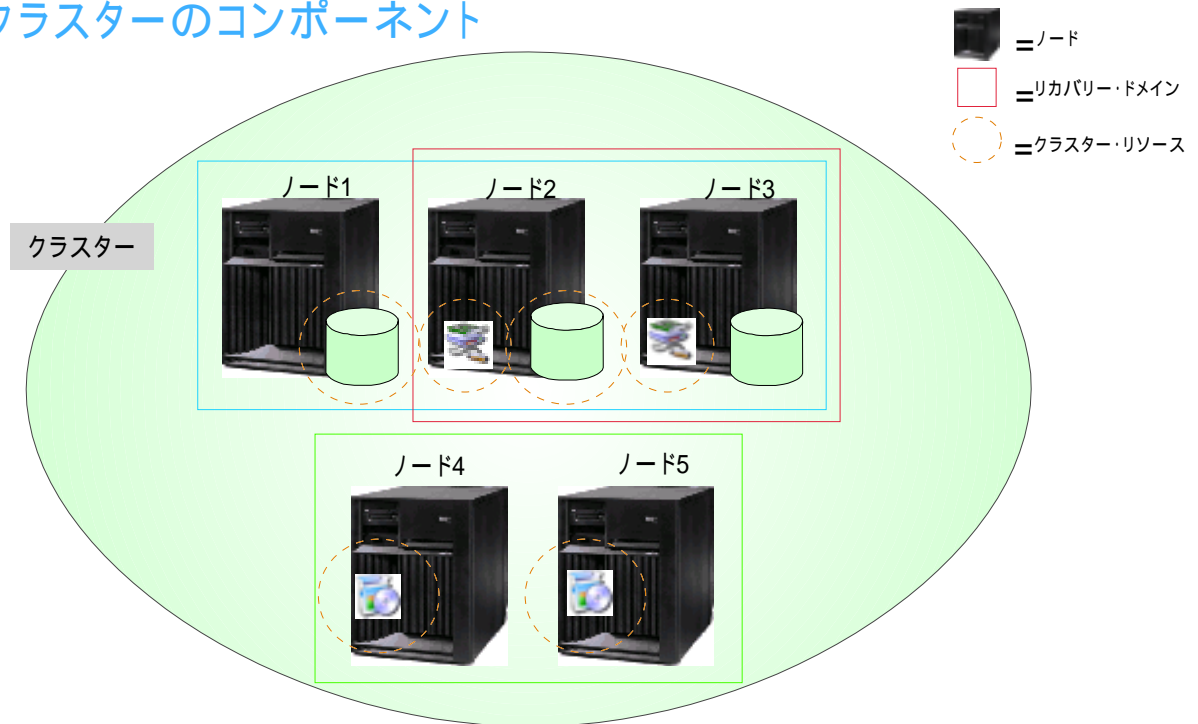 クラスターのコンポーネント
=ノード
=リカバリー・ドメイン
=クラスター・リソース
クラスター
ノード1
ノード2
ノード3
ノード4
ノード5